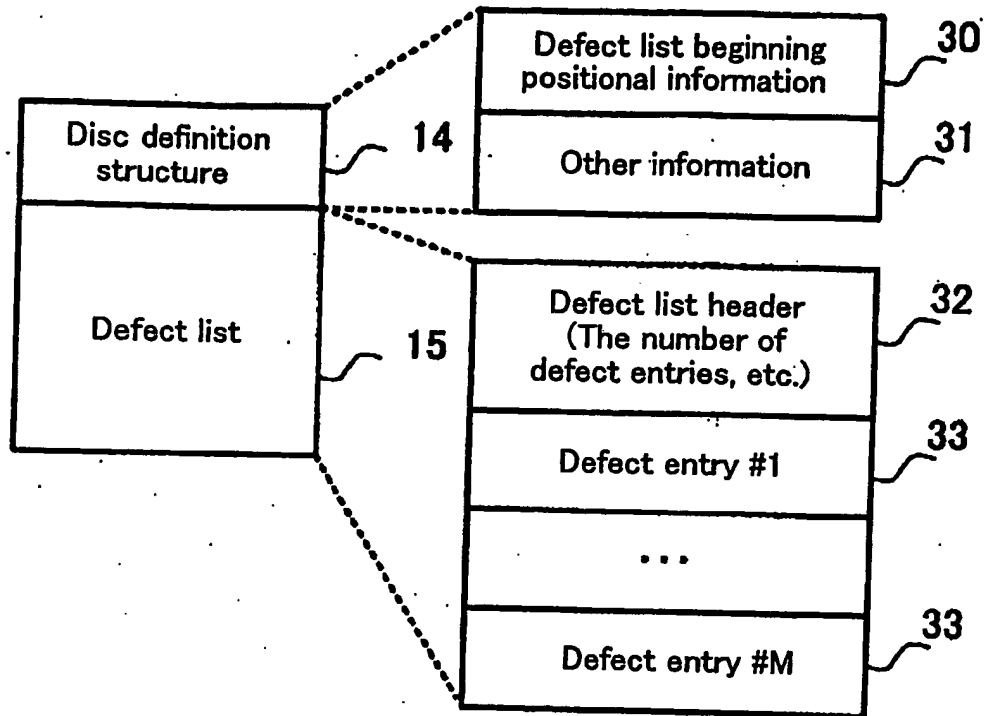 Disc definition
structure
14
Defect list
15
Defect list beginning
positional information
30
Other information
31
Defect list header
(The number of
defect entries, etc.)
32
Defect entry #1
33
...
Defect entry #M
33